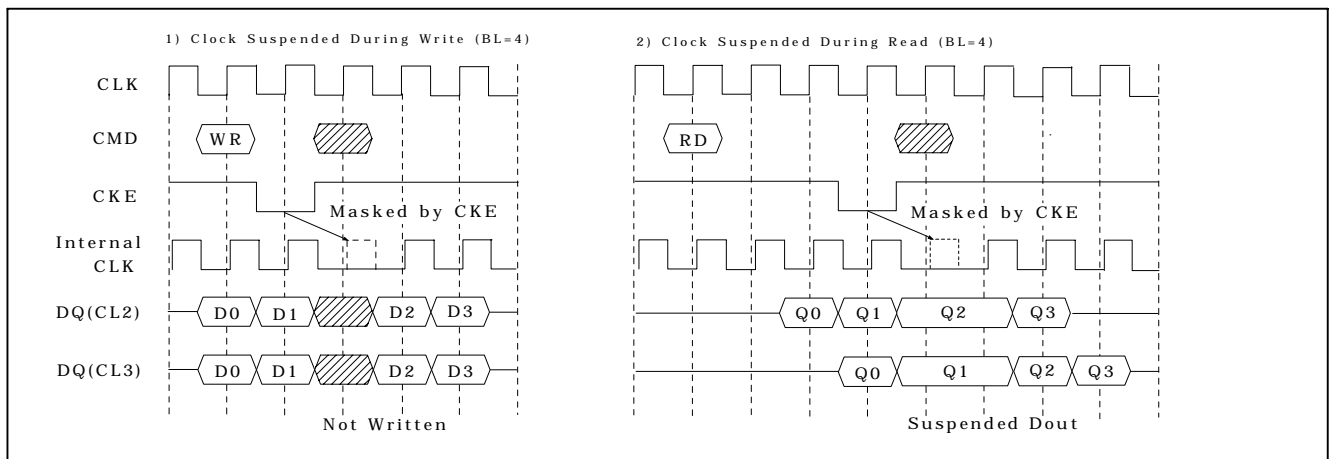 1) Clock Suspended During Write (BL=4)
2) Clock Suspended During Read (BL=4)
CLK
CMD
WR
RD
CKE
Masked by CKE
Masked by CKE
Internal
CLK
DQ(CL2)
D0 D1 D2 D3
Q0 Q1 Q2 Q3
DQ(CL3)
D0 D1 D2 D3
Q0 Q1 Q2 Q3
Not Written
Suspended Dout